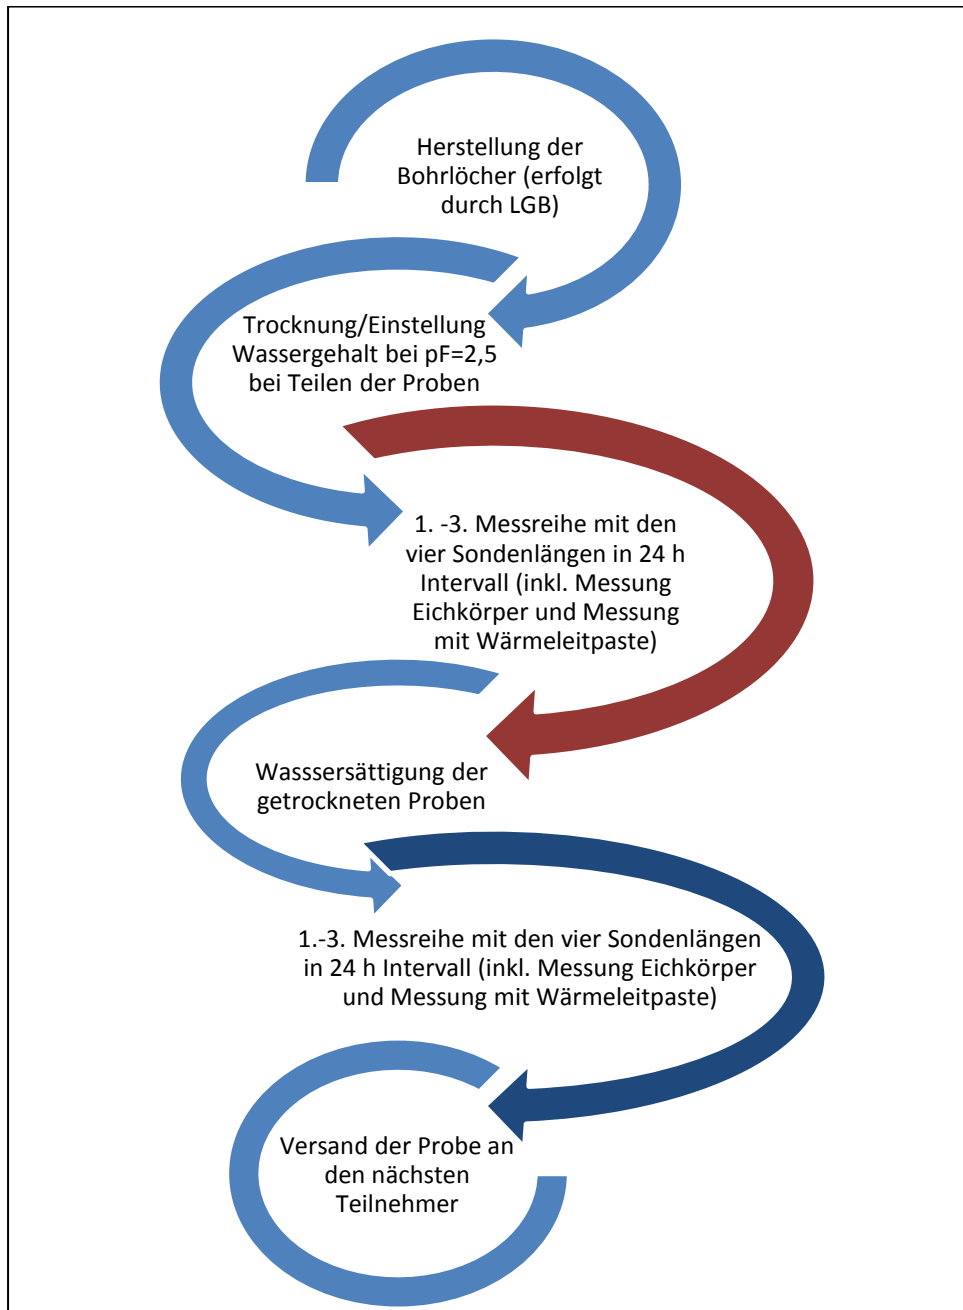 Herstellung der
Bohrlöcher (erfolgt
durch LGB)
Trocknung/Einstellung
Wassergehalt bei pF=2,5
bei Teilen der Proben
1. -3. Messreihe mit den
vier Sondenlängen in 24 h
Intervall (inkl. Messung
Eichkörper und Messung
mit Wärmeleitpaste)
Wasssersättigung der
getrockneten Proben
1.-3. Messreihe mit den vier Sondenlängen
in 24 h Intervall (inkl. Messung Eichkörper
und Messung mit Wärmeleitpaste)
Versand der Probe an
den nächsten
Teilnehmer